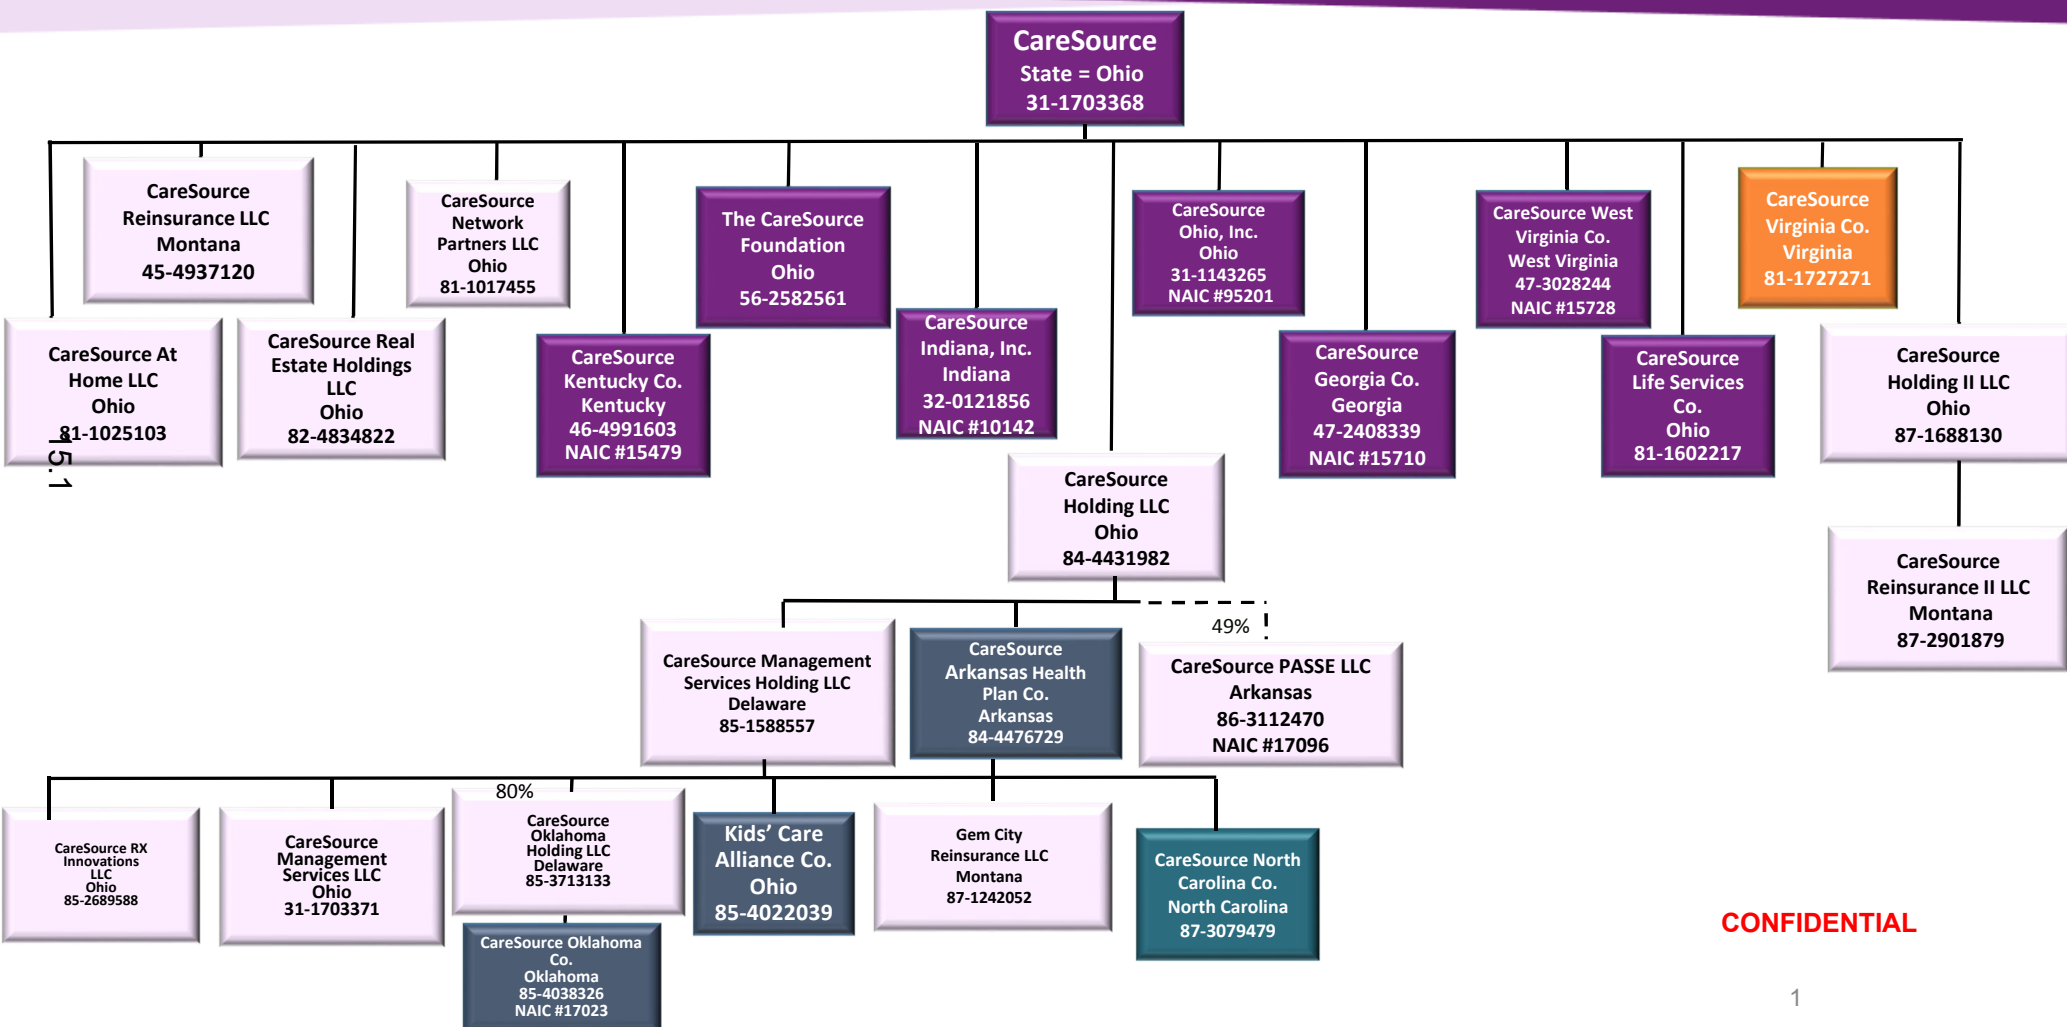 CareSource
State = Ohio
31-1703368
CareSource
Reinsurance LLC
Montana
45-4937120
CareSource
Network
Partners LLC
Ohio
81-1017455
The CareSource
Foundation
Ohio
56-2582561
CareSource
Ohio, Inc.
Ohio
31-1143265
NAIC #95201
CareSource West
Virginia Co.
West Virginia
47-3028244
NAIC #15728
CareSource
Virginia Co.
Virginia
81-1727271
CareSource At
Home LLC
Ohio
81-1025103
15.1
CareSource Real
Estate Holdings
LLC
Ohio
82-4834822
CareSource
Kentucky Co.
Kentucky
46-4991603
NAIC #15479
CareSource
Indiana, Inc.
Indiana
32-0121856
NAIC #10142
CareSource
Georgia Co.
Georgia
47-2408339
NAIC #15710
CareSource
Life Services
Co.
Ohio
81-1602217
CareSource
Holding II LLC
Ohio
87-1688130
CareSource
Holding LLC
Ohio
84-4431982
CareSource
Reinsurance II LLC
Montana
87-2901879
CareSource Management
Services Holding LLC
Delaware
85-1588557
CareSource
Arkansas Health
Plan Co.
Arkansas
84-4476729
49%
CareSource PASSE LLC
Arkansas
86-3112470
NAIC #17096
CareSource RX
Innovations
LLC
Ohio
85-2689588
CareSource
Management
Services LLC
Ohio
31-1703371
80%
CareSource
Oklahoma
Holding LLC
Delaware
85-3713133
Kids' Care
Alliance Co.
Ohio
85-4022039
Gem City
Reinsurance LLC
Montana
87-1242052
CareSource North
Carolina Co.
North Carolina
87-3079479
CareSource Oklahoma
Co.
Oklahoma
85-4038326
NAIC #17023
CONFIDENTIAL
1